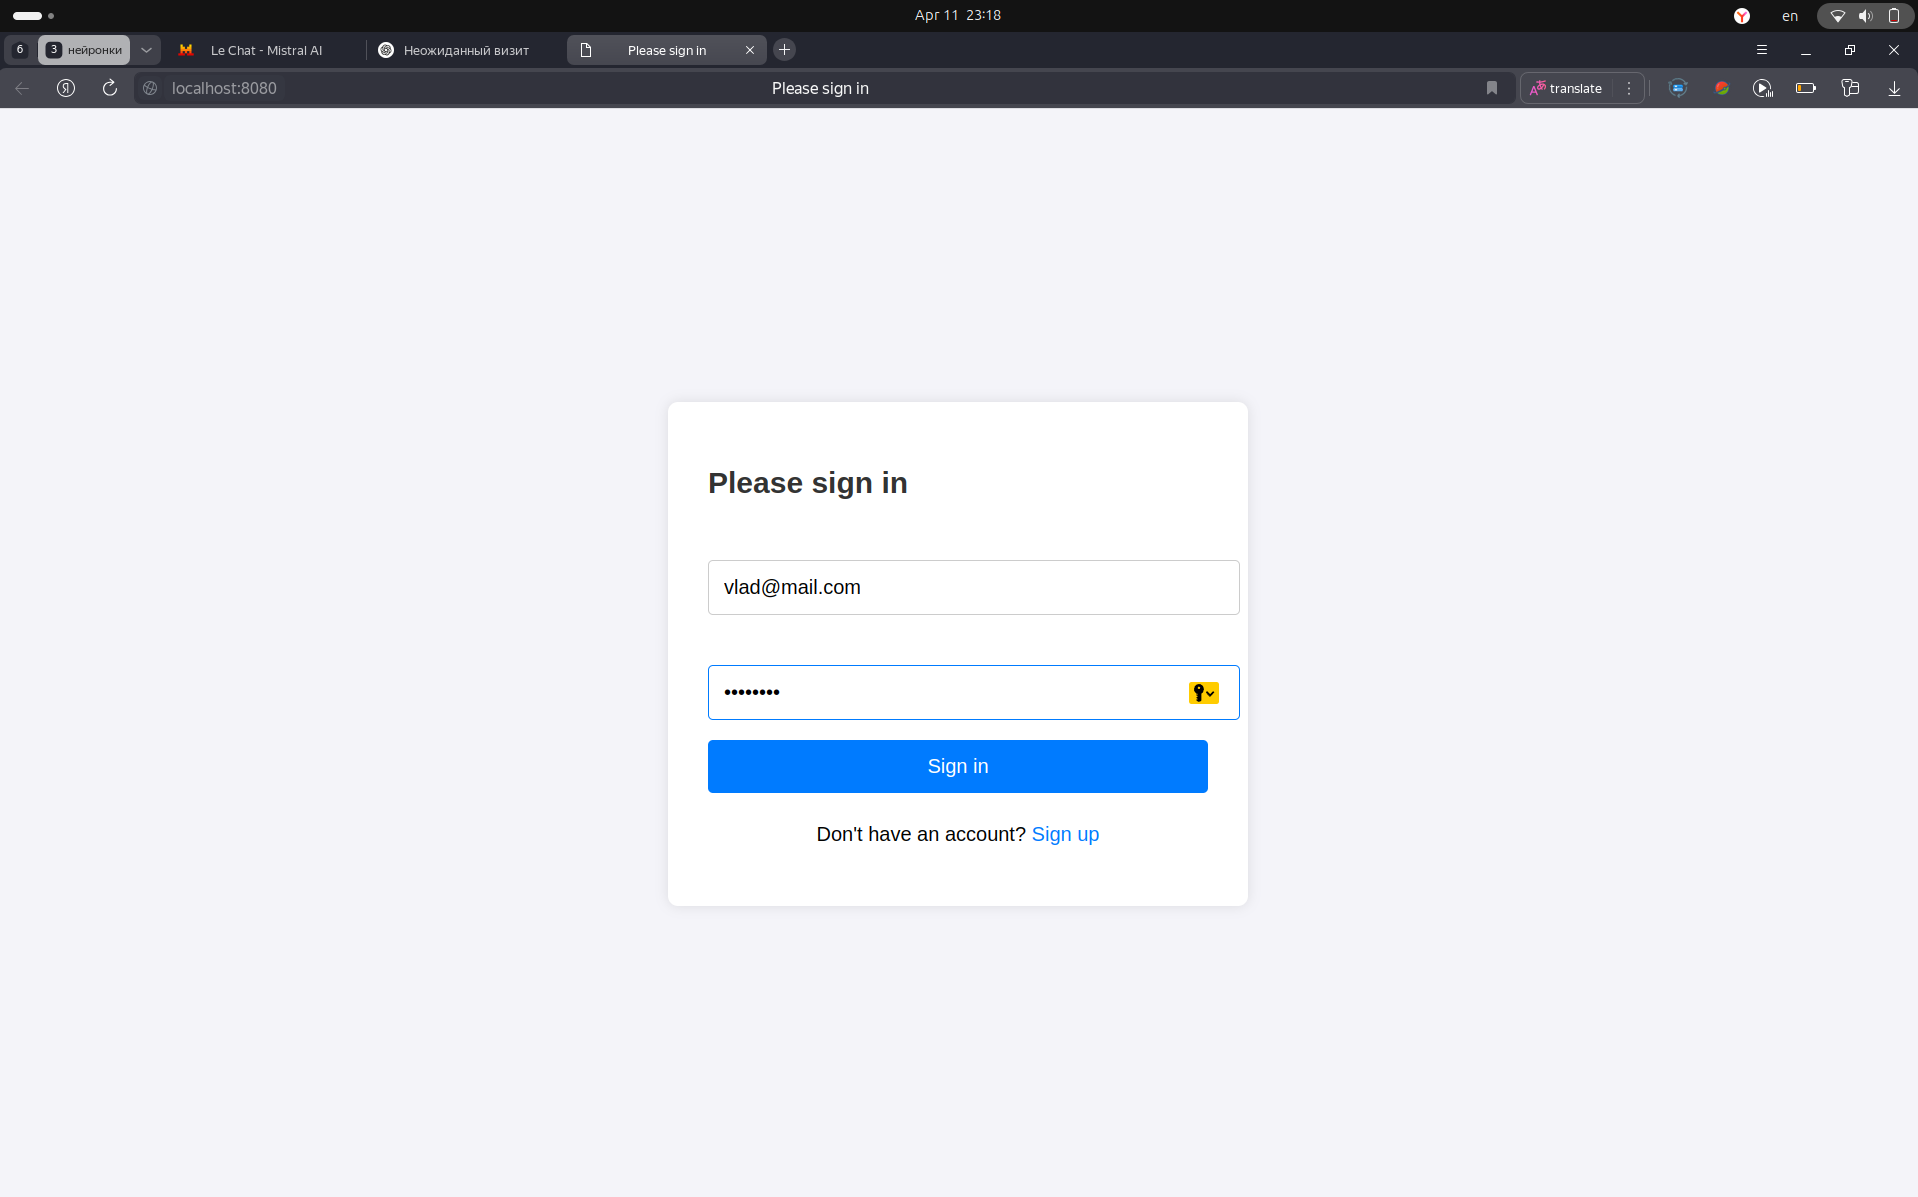 Apr 11 23:18
en
6
3 нейронки
Le Chat - Mistral AI
Неожиданный визит
Please sign in
localhost:8080
Please sign in
translate
Please sign in
vlad@mail.com
••••••••
Sign in
Don't have an account? Sign up